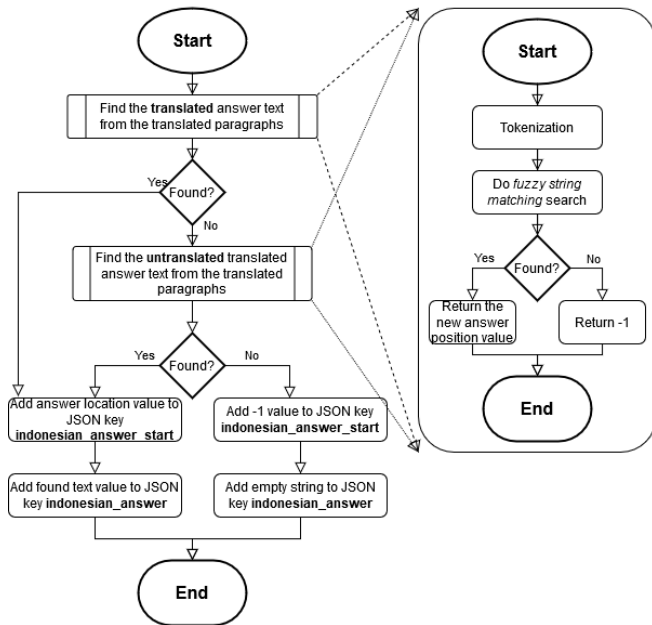 Start
Find the translated answer text
from the translated paragraphs
Yes
Found?
No
Find the untranslated translated
answer text from the translated
paragraphs
Yes
Found?
No
Add answer location value to
JSON key
indonesian_answer_start
Add -1 value to JSON key
indonesian_answer_start
Add found text value to JSON
key indonesian_answer
Add empty string to JSON
key indonesian_answer
End
Start
Tokenization
Do fuzzy string
matching search
Yes
Found?
No
Return the
new answer
position value
Return -1
End